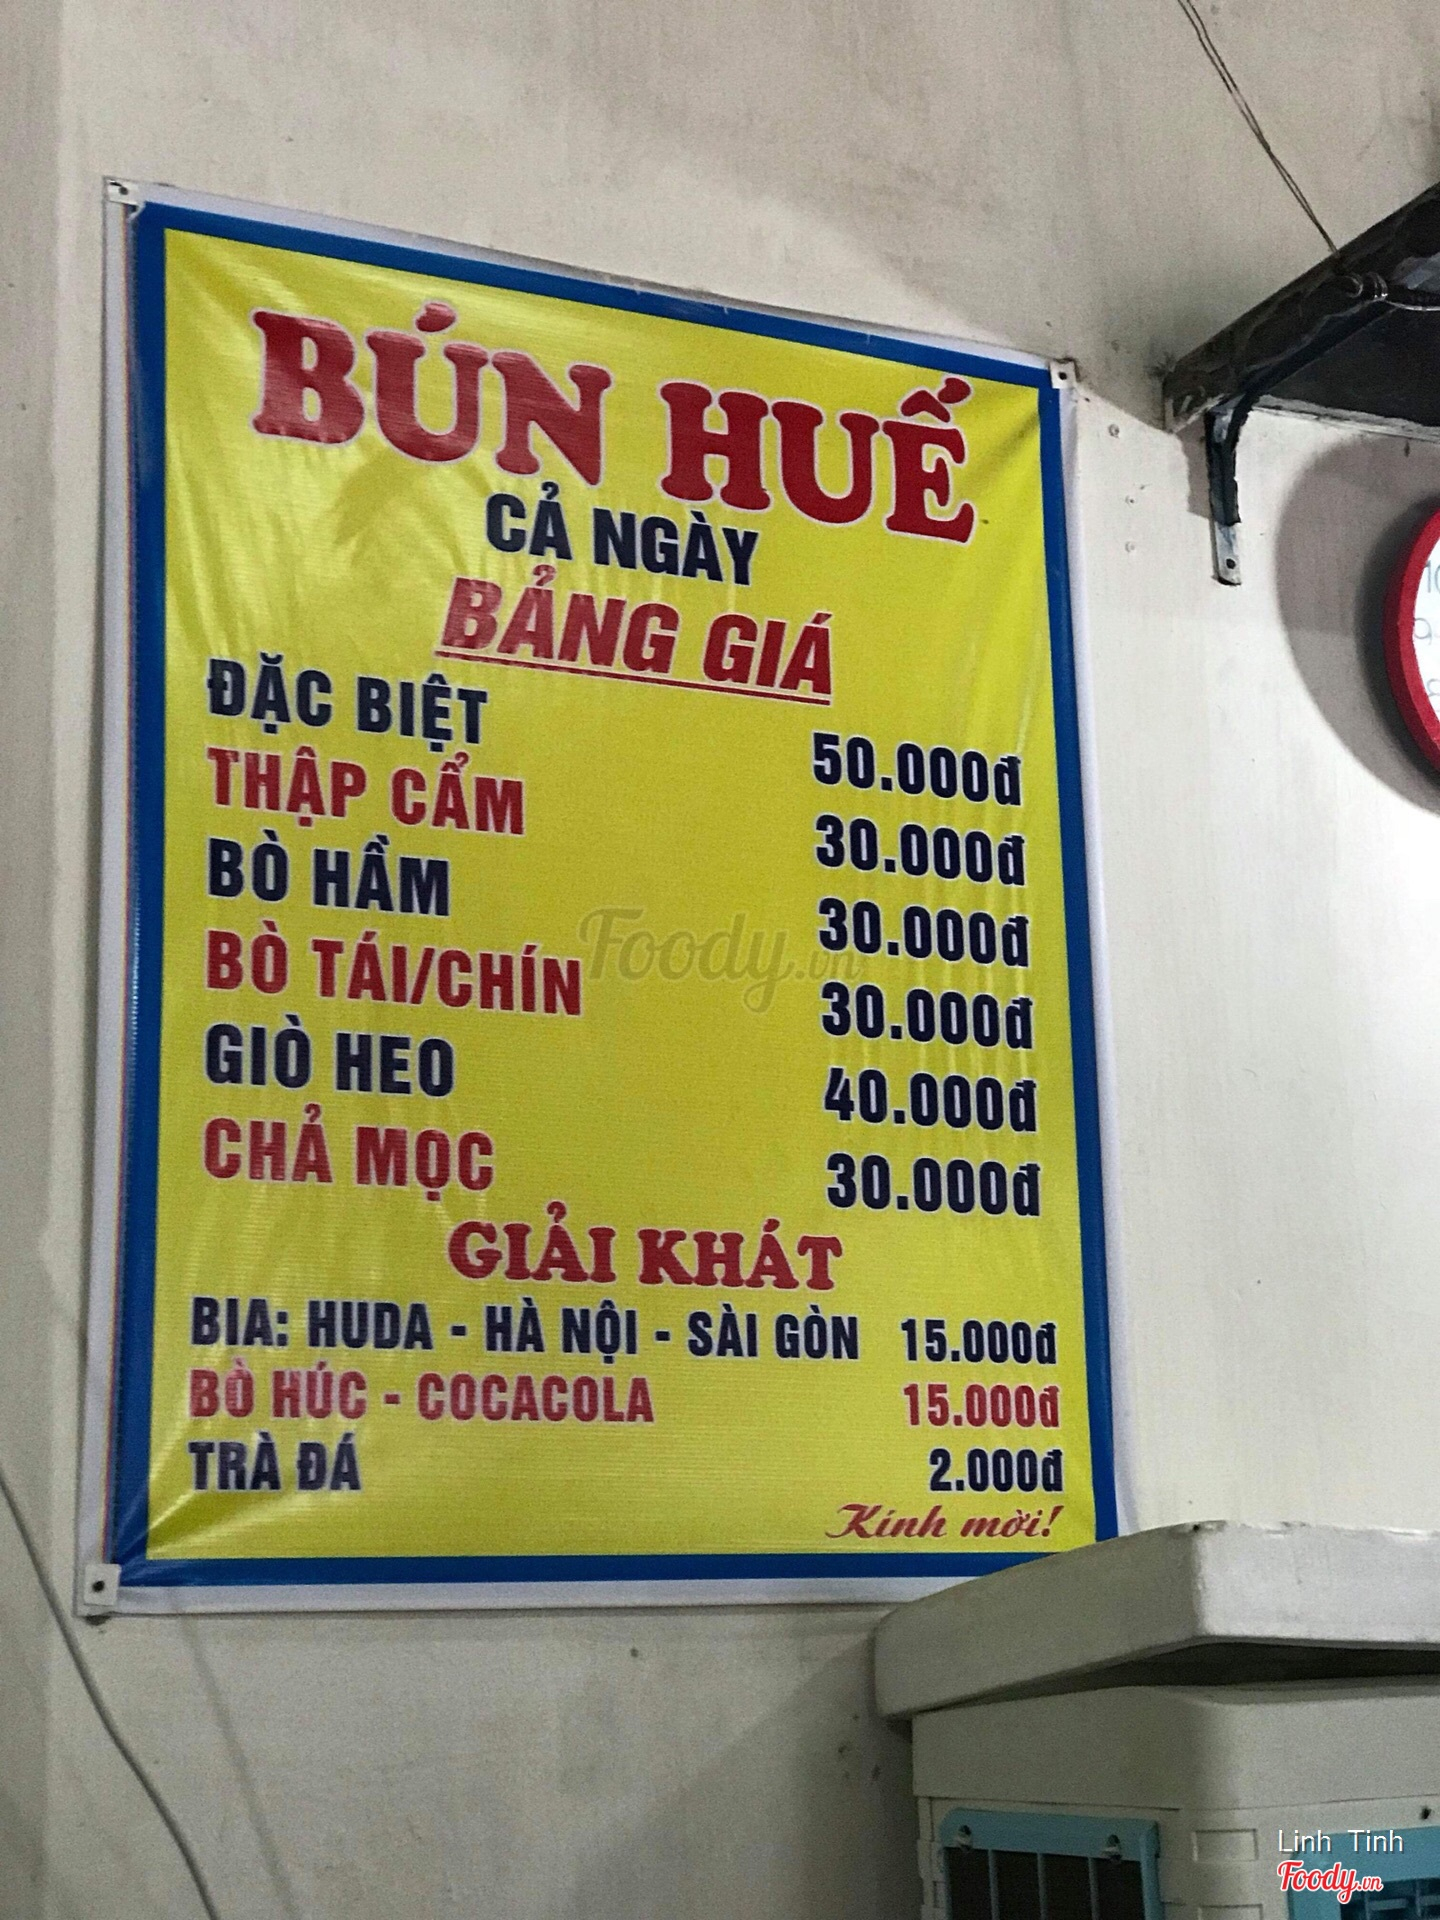 BÚN HUẾ
CẢ NGÀY
BẢNG GIÁ
ĐẶC BIỆT 50.000đ
THẬP CẨM 30.000đ
BÒ HẦM 30.000đ
BÒ TÁI/CHÍN 30.000đ
GIÒ HEO 40.000đ
CHẢ MỌC 30.000đ
GIẢI KHÁT
BIA: HUDA - HÀ NỘI - SÀI GÒN 15.000đ
BÒ HÚC - COCACOLA 15.000đ
TRÀ ĐÁ 2.000đ
Kính mời!
Foody.vn
10
9
8
Linh Tinh
Foody.vn